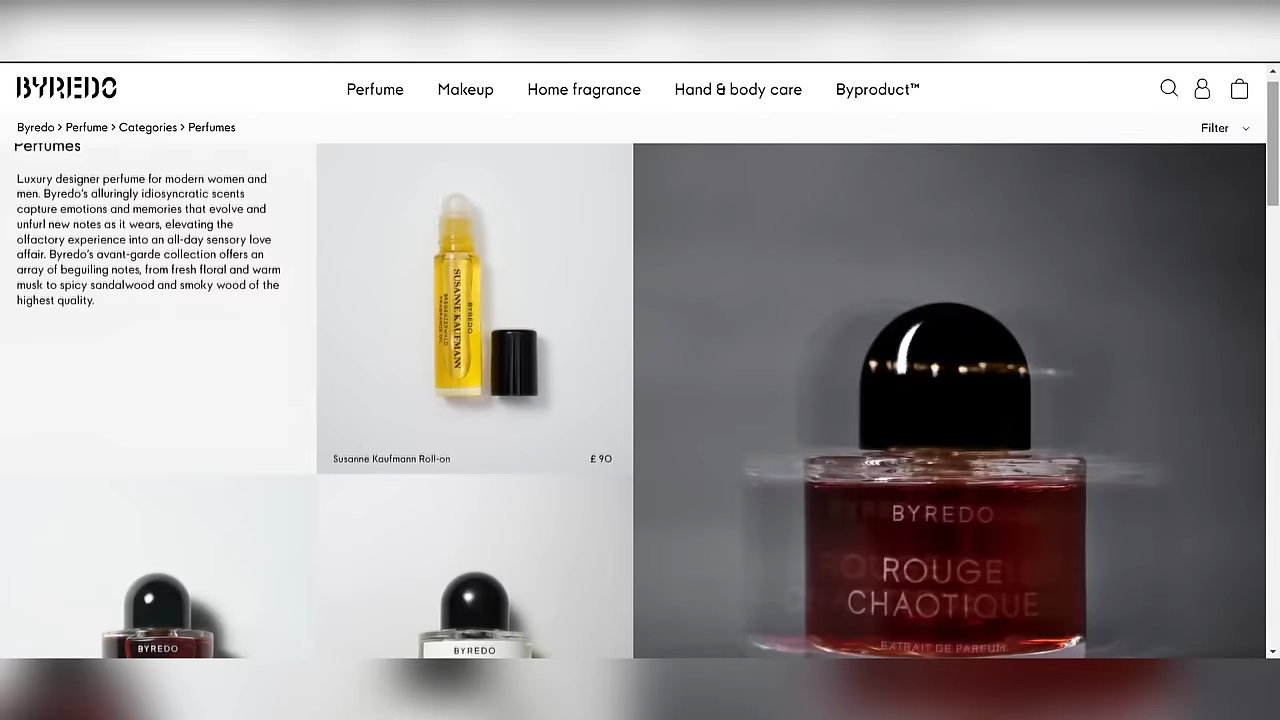 BYREDO
Perfume
Makeup
Home fragrance
Hand & body care
Byproduct™
Byredo > Perfume > Categories > Perfumes
Filter
Perfumes
Luxury designer perfume for modern women and
men. Byredo's alluringly idiosyncratic scents
capture emotions and memories that evolve and
unfurl new notes as it wears, elevating the
olfactory experience into an all-day sensory love
affair. Byredo's avant-garde collection offers an
array of beguiling notes, from fresh floral and warm
musk to spicy sandalwood and smoky wood of the
highest quality.
BYREDO
SUSANNE KAUFMANN
BREGENZERWALD
FRAGRANCE OIL
Susanne Kaufmann Roll-on
£ 90
BYREDO
ROUGE
CHAOTIQUE
EXTRAIT DE PARFUM
BYREDO
BYREDO